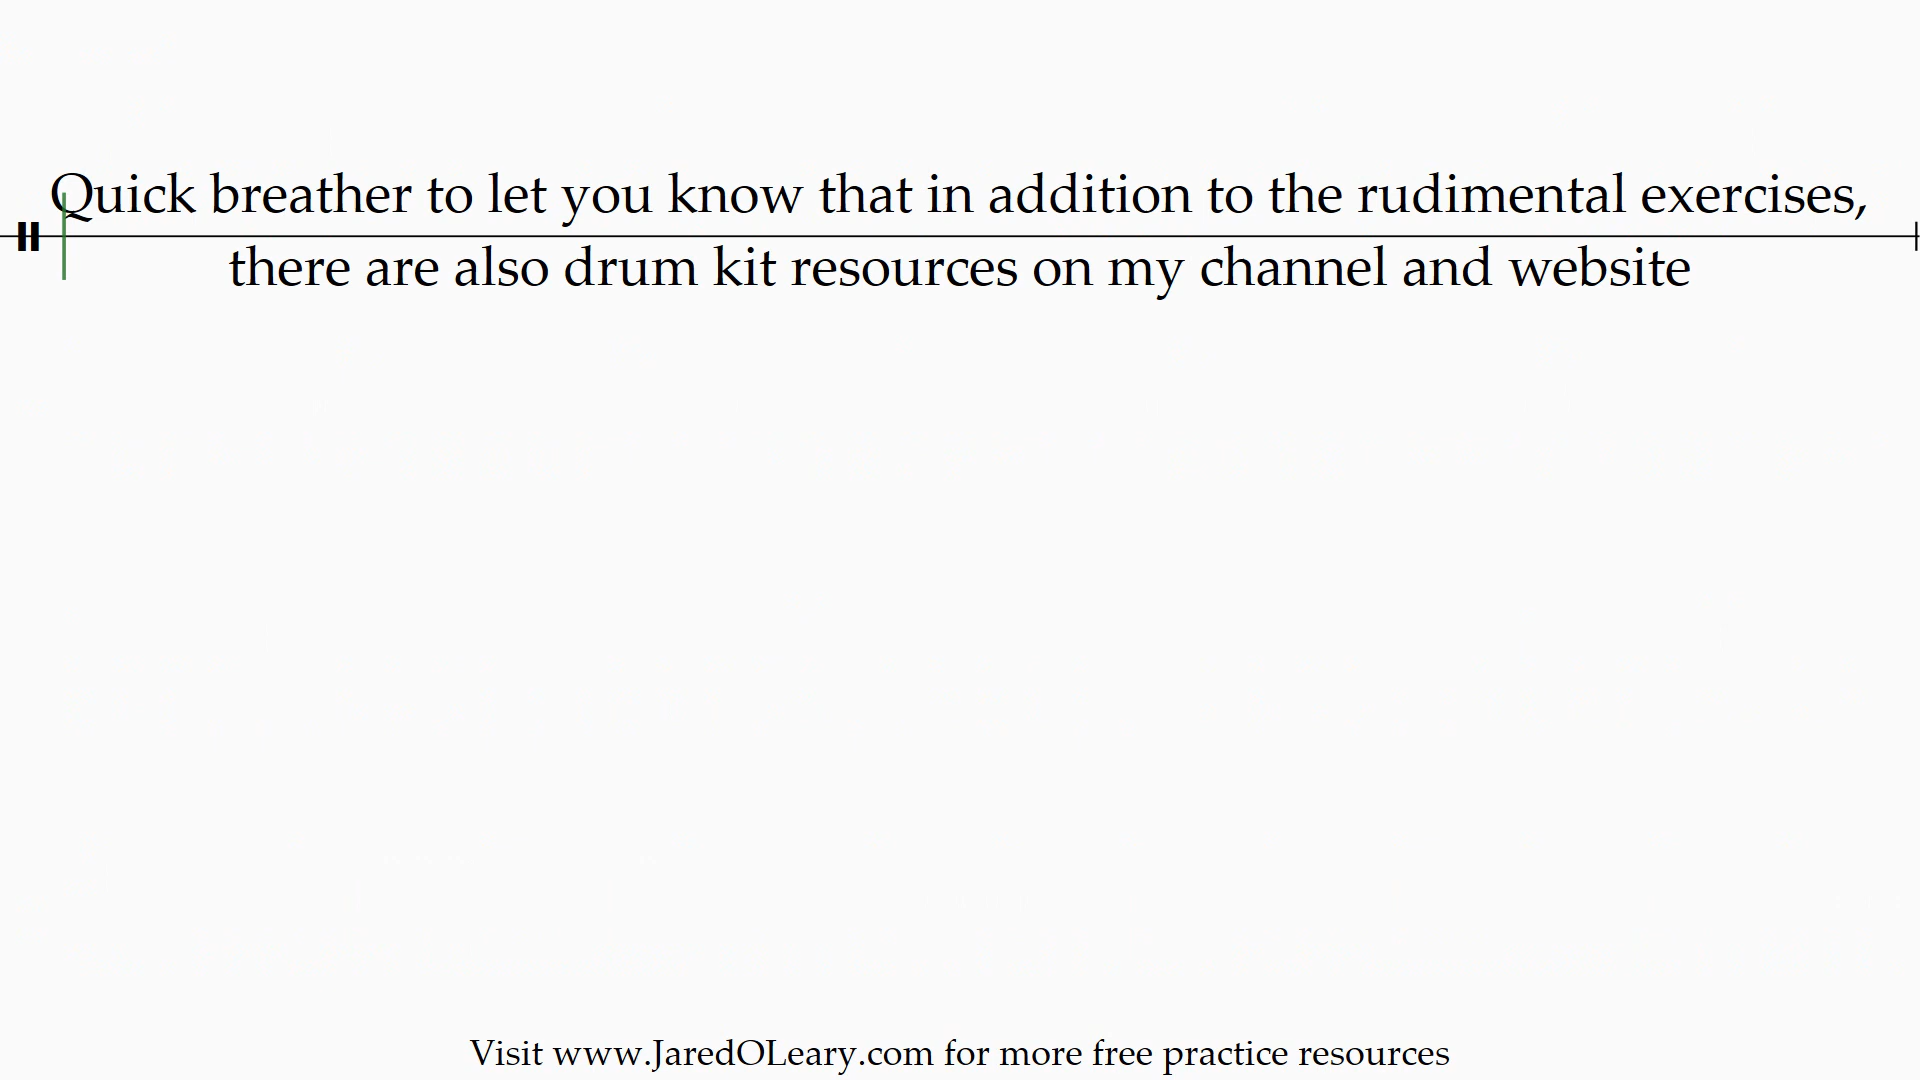 Quick breather to let you know that in addition to the rudimental exercises,
there are also drum kit resources on my channel and website
Visit www.JaredOLeary.com for more free practice resources